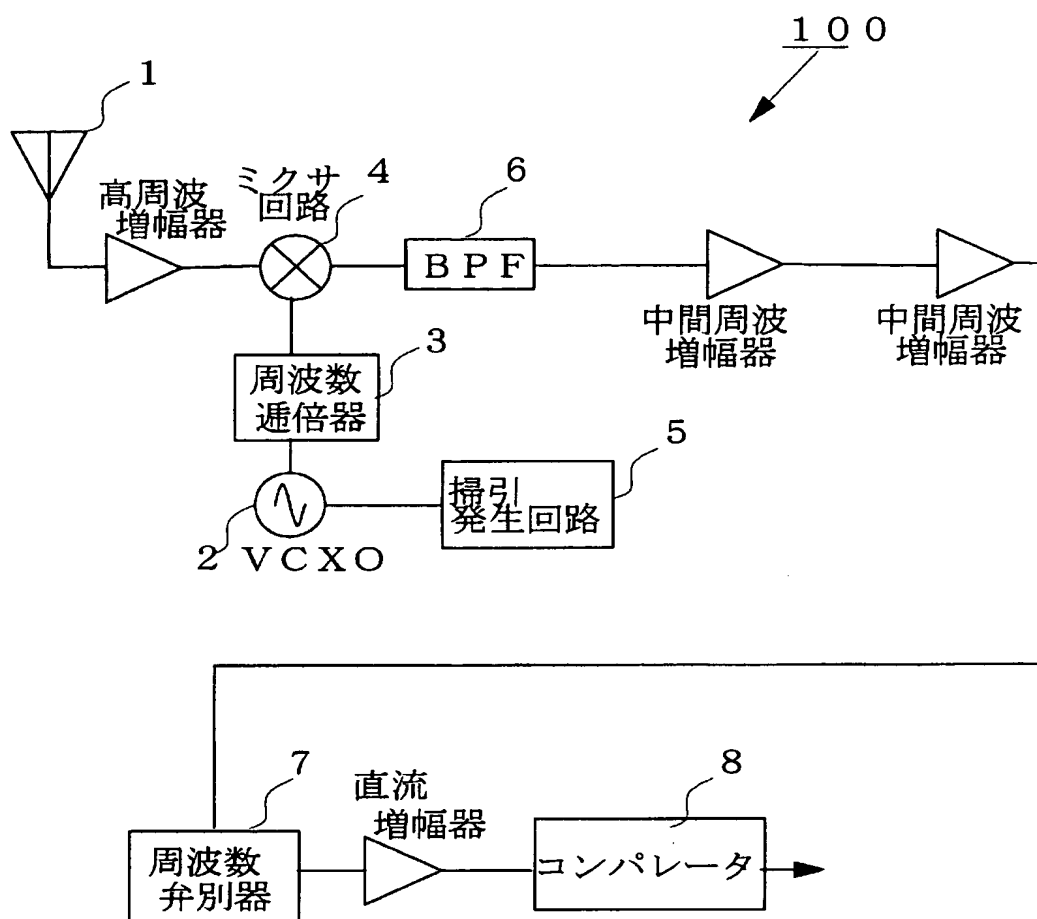 １００
1
高周波
増幅器
ミクサ
回路
4
6
ＢＰＦ
中間周波
増幅器
中間周波
増幅器
3
周波数
逓倍器
5
掃引
発生回路
2
ＶＣＸＯ
7
周波数
弁別器
直流
増幅器
8
コンパレータ